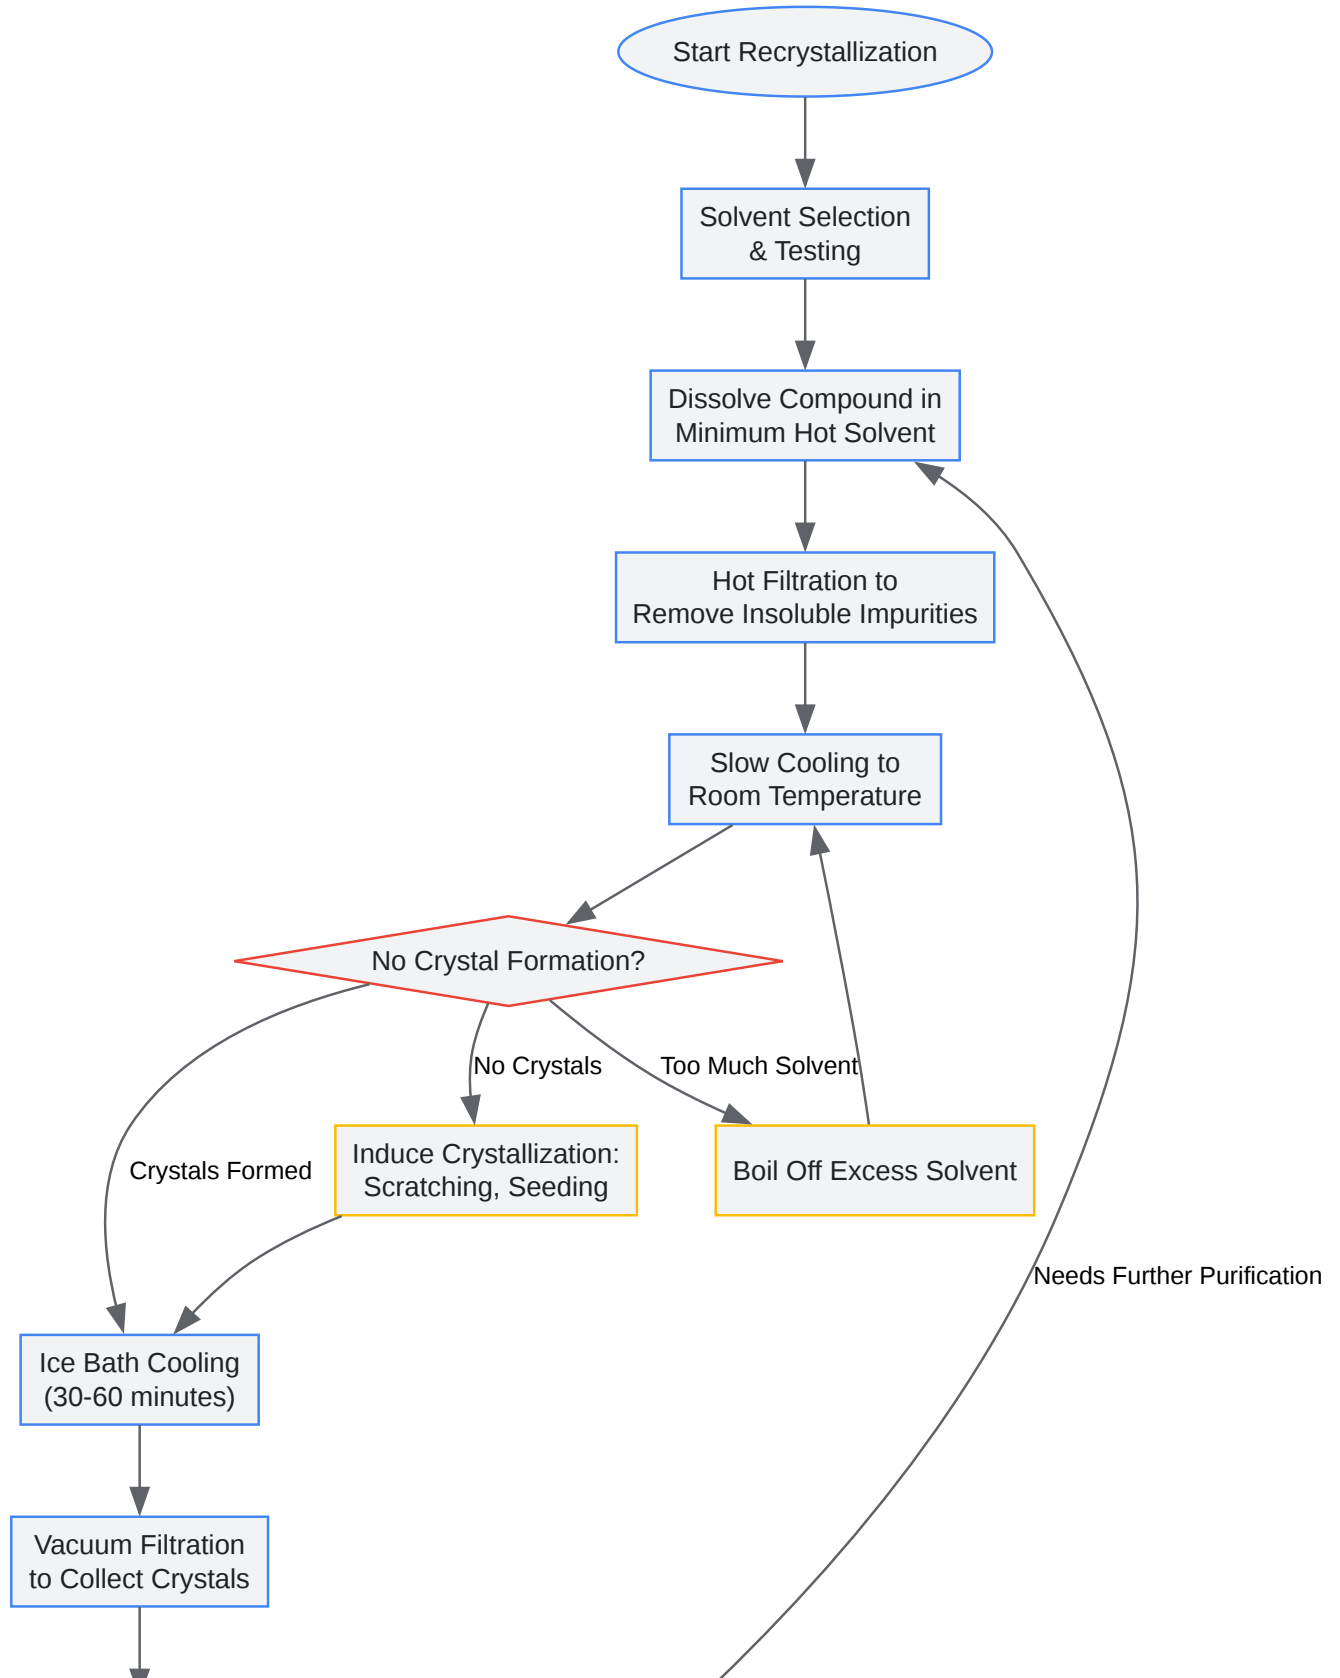 Start Recrystallization
Solvent Selection
& Testing
Dissolve Compound in
Minimum Hot Solvent
Hot Filtration to
Remove Insoluble Impurities
Slow Cooling to
Room Temperature
No Crystal Formation?
No Crystals
Too Much Solvent
Crystals Formed
Induce Crystallization:
Scratching, Seeding
Boil Off Excess Solvent
Needs Further Purification
Ice Bath Cooling
(30-60 minutes)
Vacuum Filtration
to Collect Crystals